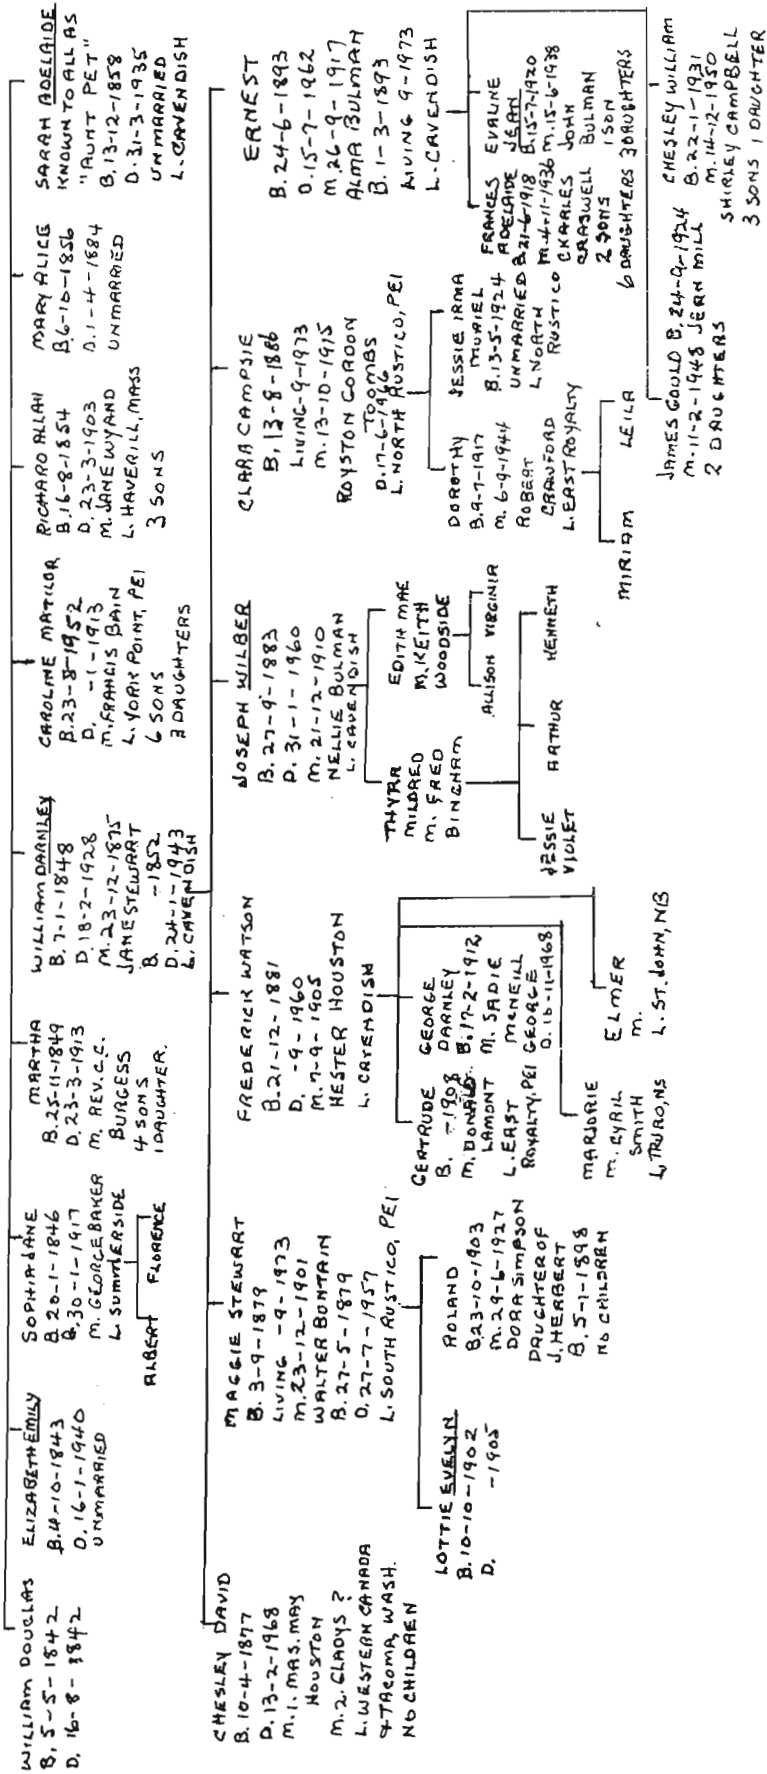 WILLIAM DOUGLAS
B. 5-5-1842
D. 16-8-1842
ELIZABETH EMILY
B. 4-10-1843
D. 16-1-1940
UNMARRIED
SOPHIA JANE
B. 20-1-1846
B. 30-1-1917
M. GEORGE BAKER
L. SUMMERSIDE
ALBERT FLORENCE
MARTHA
B. 25-11-1849
D. 23-3-1913
M. REV. C.C.
BURGESS
4 SONS
1 DAUGHTER.
WILLIAM DARNLEY
B. 7-1-1848
D. 18-2-1928
M. 23-12-1875
JANE STEWART
B. -1852
D. 24-1-1943
L. CAVENDISH
CAROLINE MATILDA
B. 23-8-1952
D. -1-1913
M. FRANCIS BAIN
L. YORK POINT, PEI
6 SONS
3 DAUGHTERS
RICHARD ALLAN
B. 16-8-1854
D. 23-3-1903
M. JANE WYAND
L. HAVERILL, MASS
3 SONS
MARY ALICE
B. 6-10-1856
D. 1-4-1884
UNMARRIED
SARAH ADELAIDE
KNOWN TO ALL AS
"AUNT PET"
B. 13-12-1858
D. 31-3-1935
UNMARRIED
L. CAVENDISH
CHESLEY DAVID
B. 10-4-1877
D. 13-2-1968
M. 1. MRS. MAY
HOUSTON
M. 2. GLADYS ?
L. WESTERN CANADA
& TACOMA, WASH.
NO CHILDREN
MAGGIE STEWART
B. 3-9-1879
LIVING -9-1973
M. 23-12-1901
WALTER BUNTAIN
B. 27-5-1879
D. 27-7-1957
L. SOUTH RUSTICO, PEI
LOTTIE EVELYN
B. 10-10-1902
D. -1905
ROLAND
B. 23-10-1903
M. 29-6-1927
DORA SIMPSON
DAUGHTER OF
J. HERBERT
B. 5-1-1898
NO CHILDREN
FREDERICK WATSON
B. 21-12-1881
D. -9-1960
M. 7-9-1905
HESTER HOUSTON
L. CAVENDISH
GERTRUDE
B. -1908
M. DONALD
LAMONT
L. EAST
ROYALTY, PEI
GEORGE
DARNLEY
B. 17-2-1912
M. SADIE
MCNEILL
GEORGE
D. 16-11-1968
MARJORIE
M. CYRIL
SMITH
L. TRURO, NS
ELMER
M.
L. ST. JOHN, NB
JOSEPH WILBER
B. 27-9-1883
D. 31-1-1960
M. 21-12-1910
NELLIE BULMAN
L. CAVENDISH
THYRA
MILDRED
M. FRED
BINGHAM
JESSIE
VIOLET
ARTHUR
KENNETH
EDITH MAE
M. KEITH
WOODSIDE
ALLISON VIRGINIA
CLARA CAMPSIE
B. 13-8-1886
LIVING-9-1973
M. 13-10-1915
ROYSTON GORDON
TOOMBS
D. 17-6-1966
L. NORTH RUSTICO, PEI
DOROTHY
B. 9-7-1917
M. 6-9-1944
ROBERT
CRAWFORD
L. EAST ROYALTY
MIRIAM LEILA
JESSIE IRMA
MURIEL
B. 13-5-1924
UNMARRIED
L. NORTH
RUSTICO
ERNEST
B. 24-6-1893
D. 15-7-1962
M. 26-9-1917
ALMA BULMAN
B. 1-3-1893
LIVING 9-1973
L. CAVENDISH
FRANCES
ADELAIDE
B. 21-6-1918
M. 4-11-1936
CHARLES
CRASWELL
2 SONS
6 DAUGHTERS
EVALINE
JEAN
B. 15-7-1920
M. 15-6-1938
JOHN
BULMAN
1 SON
3 DAUGHTERS
JAMES GOULD B. 24-9-1924
M. 11-2-1948 JEAN MILL
2 DAUGHTERS
CHESLEY WILLIAM
B. 22-1-1931
M. 14-12-1950
SHIRLEY CAMPBELL
3 SONS 1 DAUGHTER